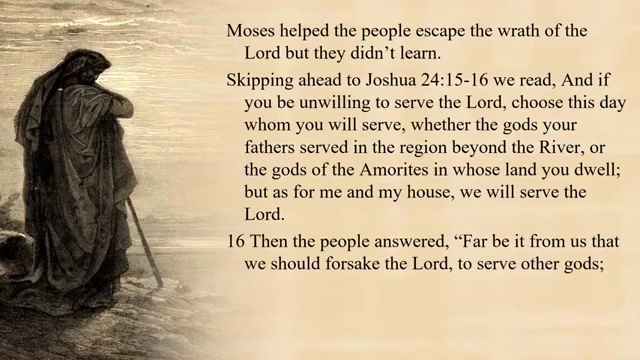 Moses helped the people escape the wrath of the
Lord but they didn’t learn.
Skipping ahead to Joshua 24:15-16 we read, And if
you be unwilling to serve the Lord, choose this day
whom you will serve, whether the gods your
fathers served in the region beyond the River, or
the gods of the Amorites in whose land you dwell;
but as for me and my house, we will serve the
Lord.
16 Then the people answered, “Far be it from us that
we should forsake the Lord, to serve other gods;